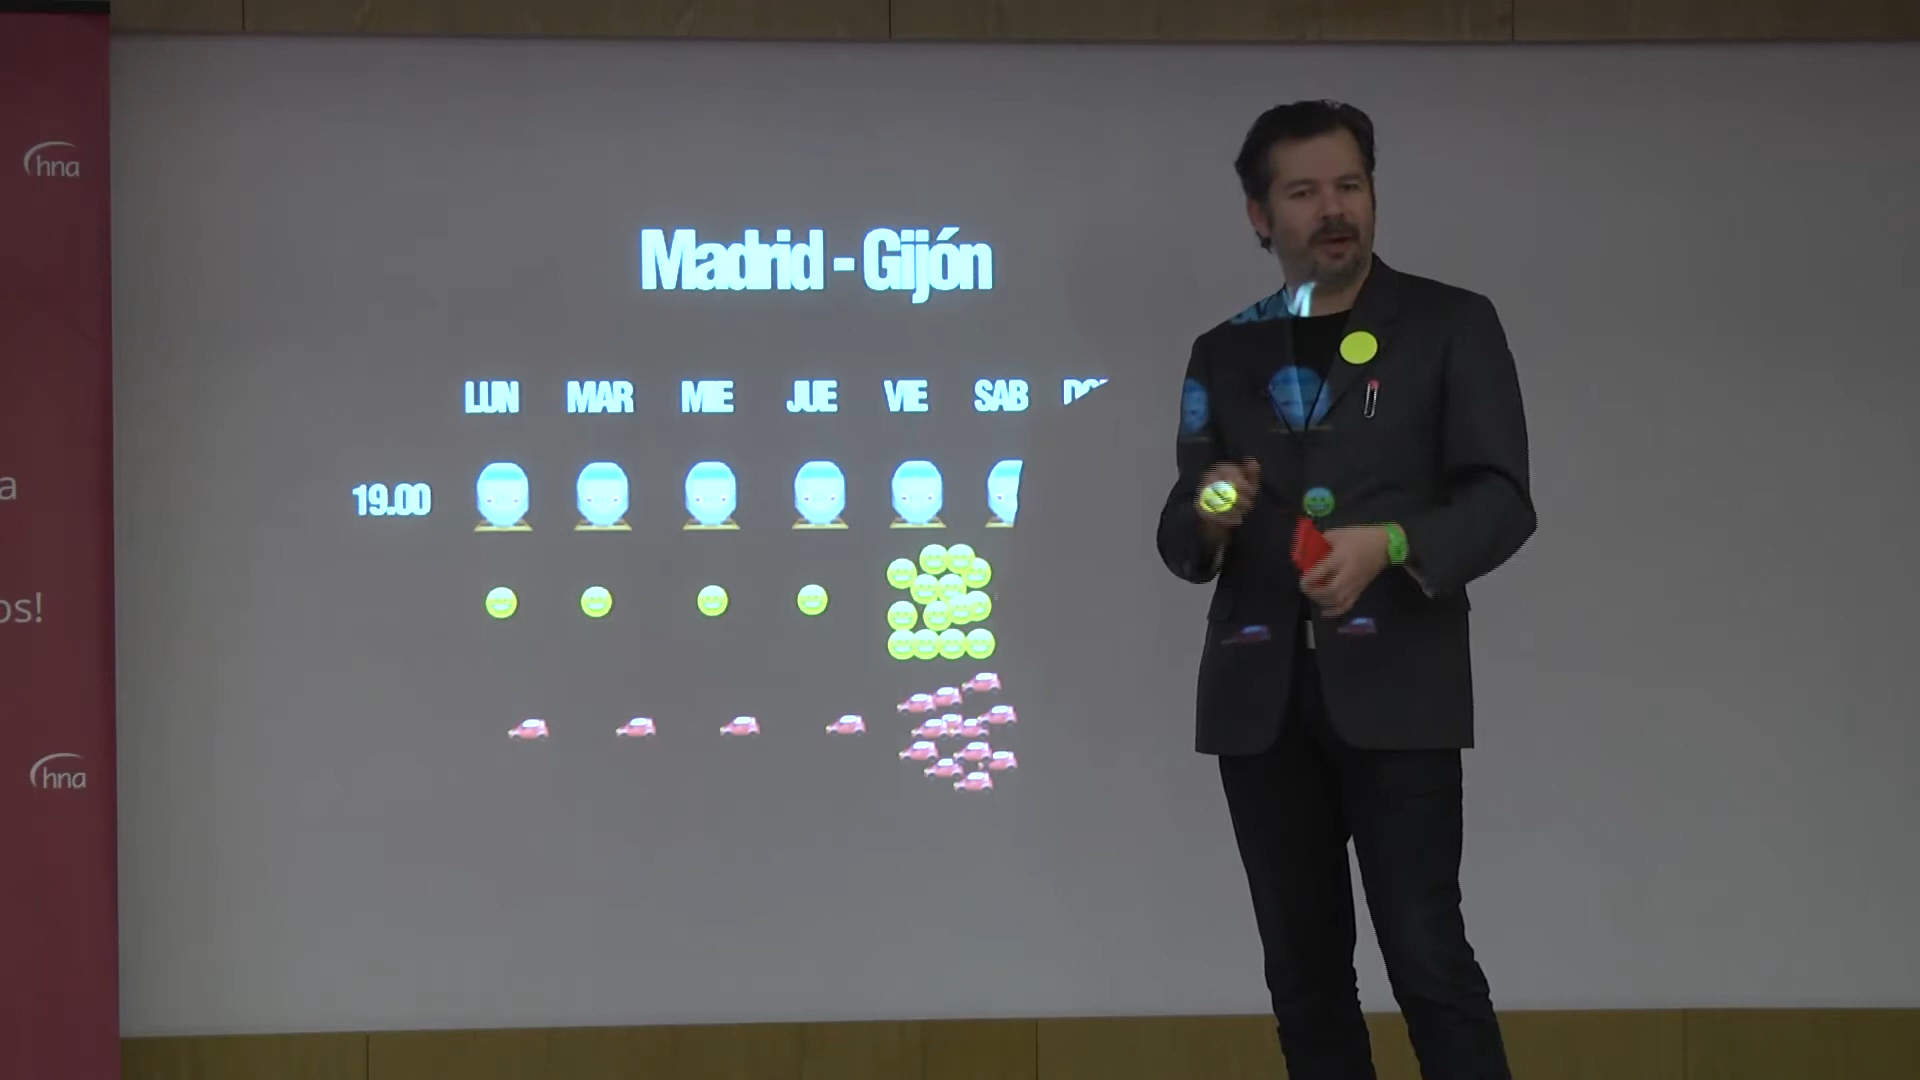 hna
Madrid - Gijón
LUN MAR MIE JUE VIE SAB
19.00
a
os!
hna